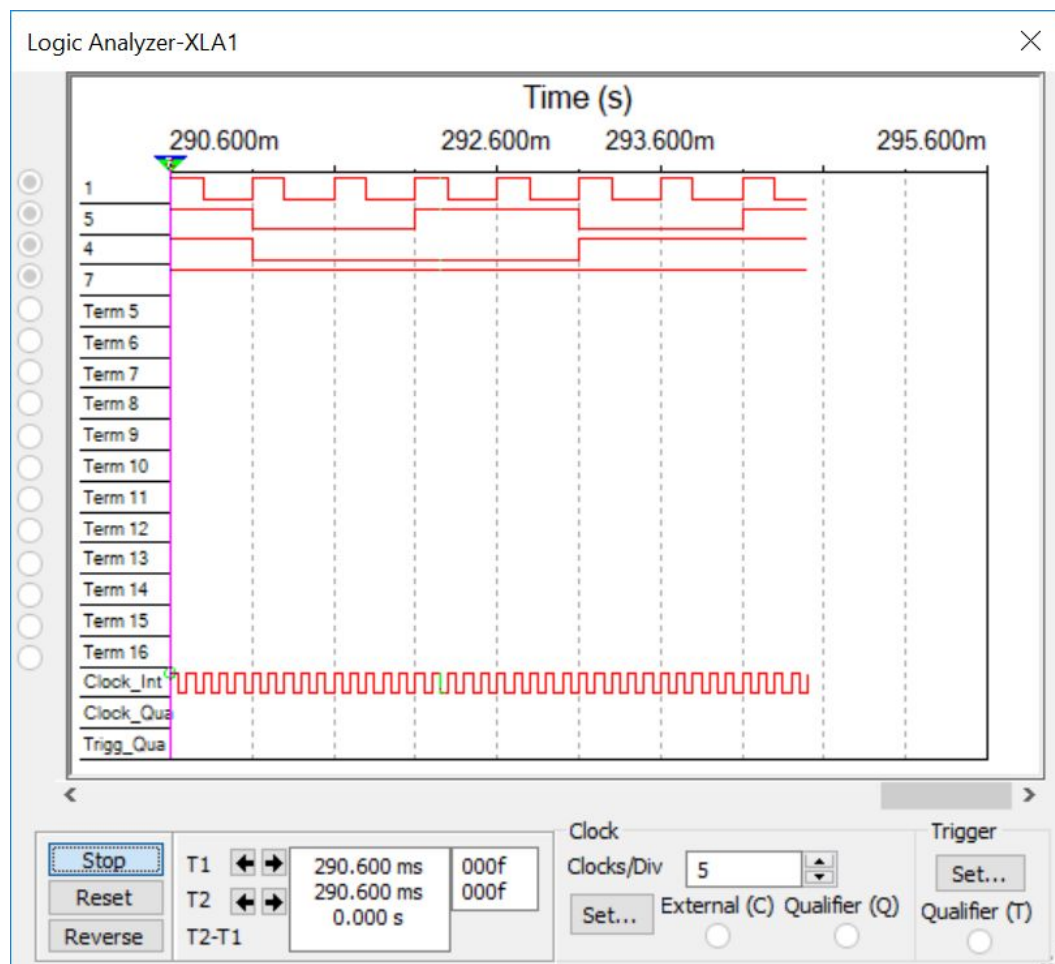 Logic Analyzer-XLA1
Time (s)
290.600m 292.600m 293.600m 295.600m
1
5
4
7
Term 5
Term 6
Term 7
Term 8
Term 9
Term 10
Term 11
Term 12
Term 13
Term 14
Term 15
Term 16
Clock_Int
Clock_Qua
Trigg_Qua
Stop
Reset
Reverse
T1 290.600 ms 000f
T2 290.600 ms 000f
T2-T1 0.000 s
Clock
Clocks/Div 5
Set... External (C) Qualifier (Q)
Trigger
Set...
Qualifier (T)